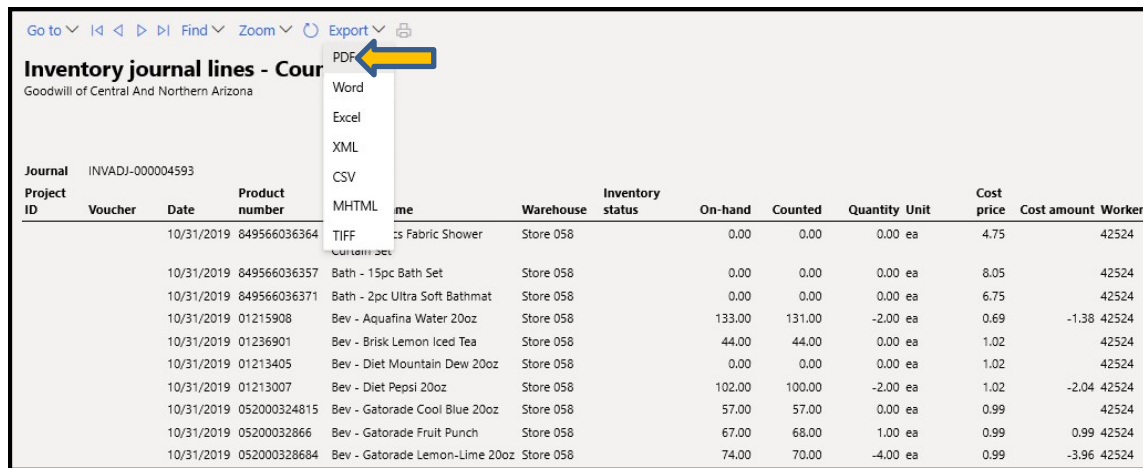 Go to Find Zoom Export
PDF
Inventory journal lines - Cour
Word
Goodwill of Central And Northern Arizona
Excel
XML
CSV
MHTML
TIFF
Journal INVADJ-000004593
Project ID Voucher Date Product number me Warehouse Inventory status On-hand Counted Quantity Unit Cost price Cost amount Worker
10/31/2019 849566036364 cs Fabric Shower Store 058 0.00 0.00 0.00 ea 4.75 42524
Curtain Set
10/31/2019 849566036357 Bath - 15pc Bath Set Store 058 0.00 0.00 0.00 ea 8.05 42524
10/31/2019 849566036371 Bath - 2pc Ultra Soft Bathmat Store 058 0.00 0.00 0.00 ea 6.75 42524
10/31/2019 01215908 Bev - Aquafina Water 20oz Store 058 133.00 131.00 -2.00 ea 0.69 -1.38 42524
10/31/2019 01236901 Bev - Brisk Lemon Iced Tea Store 058 44.00 44.00 0.00 ea 1.02 42524
10/31/2019 01213405 Bev - Diet Mountain Dew 20oz Store 058 0.00 0.00 0.00 ea 1.02 42524
10/31/2019 01213007 Bev - Diet Pepsi 20oz Store 058 102.00 100.00 -2.00 ea 1.02 -2.04 42524
10/31/2019 052000324815 Bev - Gatorade Cool Blue 20oz Store 058 57.00 57.00 0.00 ea 0.99 42524
10/31/2019 05200032866 Bev - Gatorade Fruit Punch Store 058 67.00 68.00 1.00 ea 0.99 0.99 42524
10/31/2019 052000328684 Bev - Gatorade Lemon-Lime 20oz Store 058 74.00 70.00 -4.00 ea 0.99 -3.96 42524